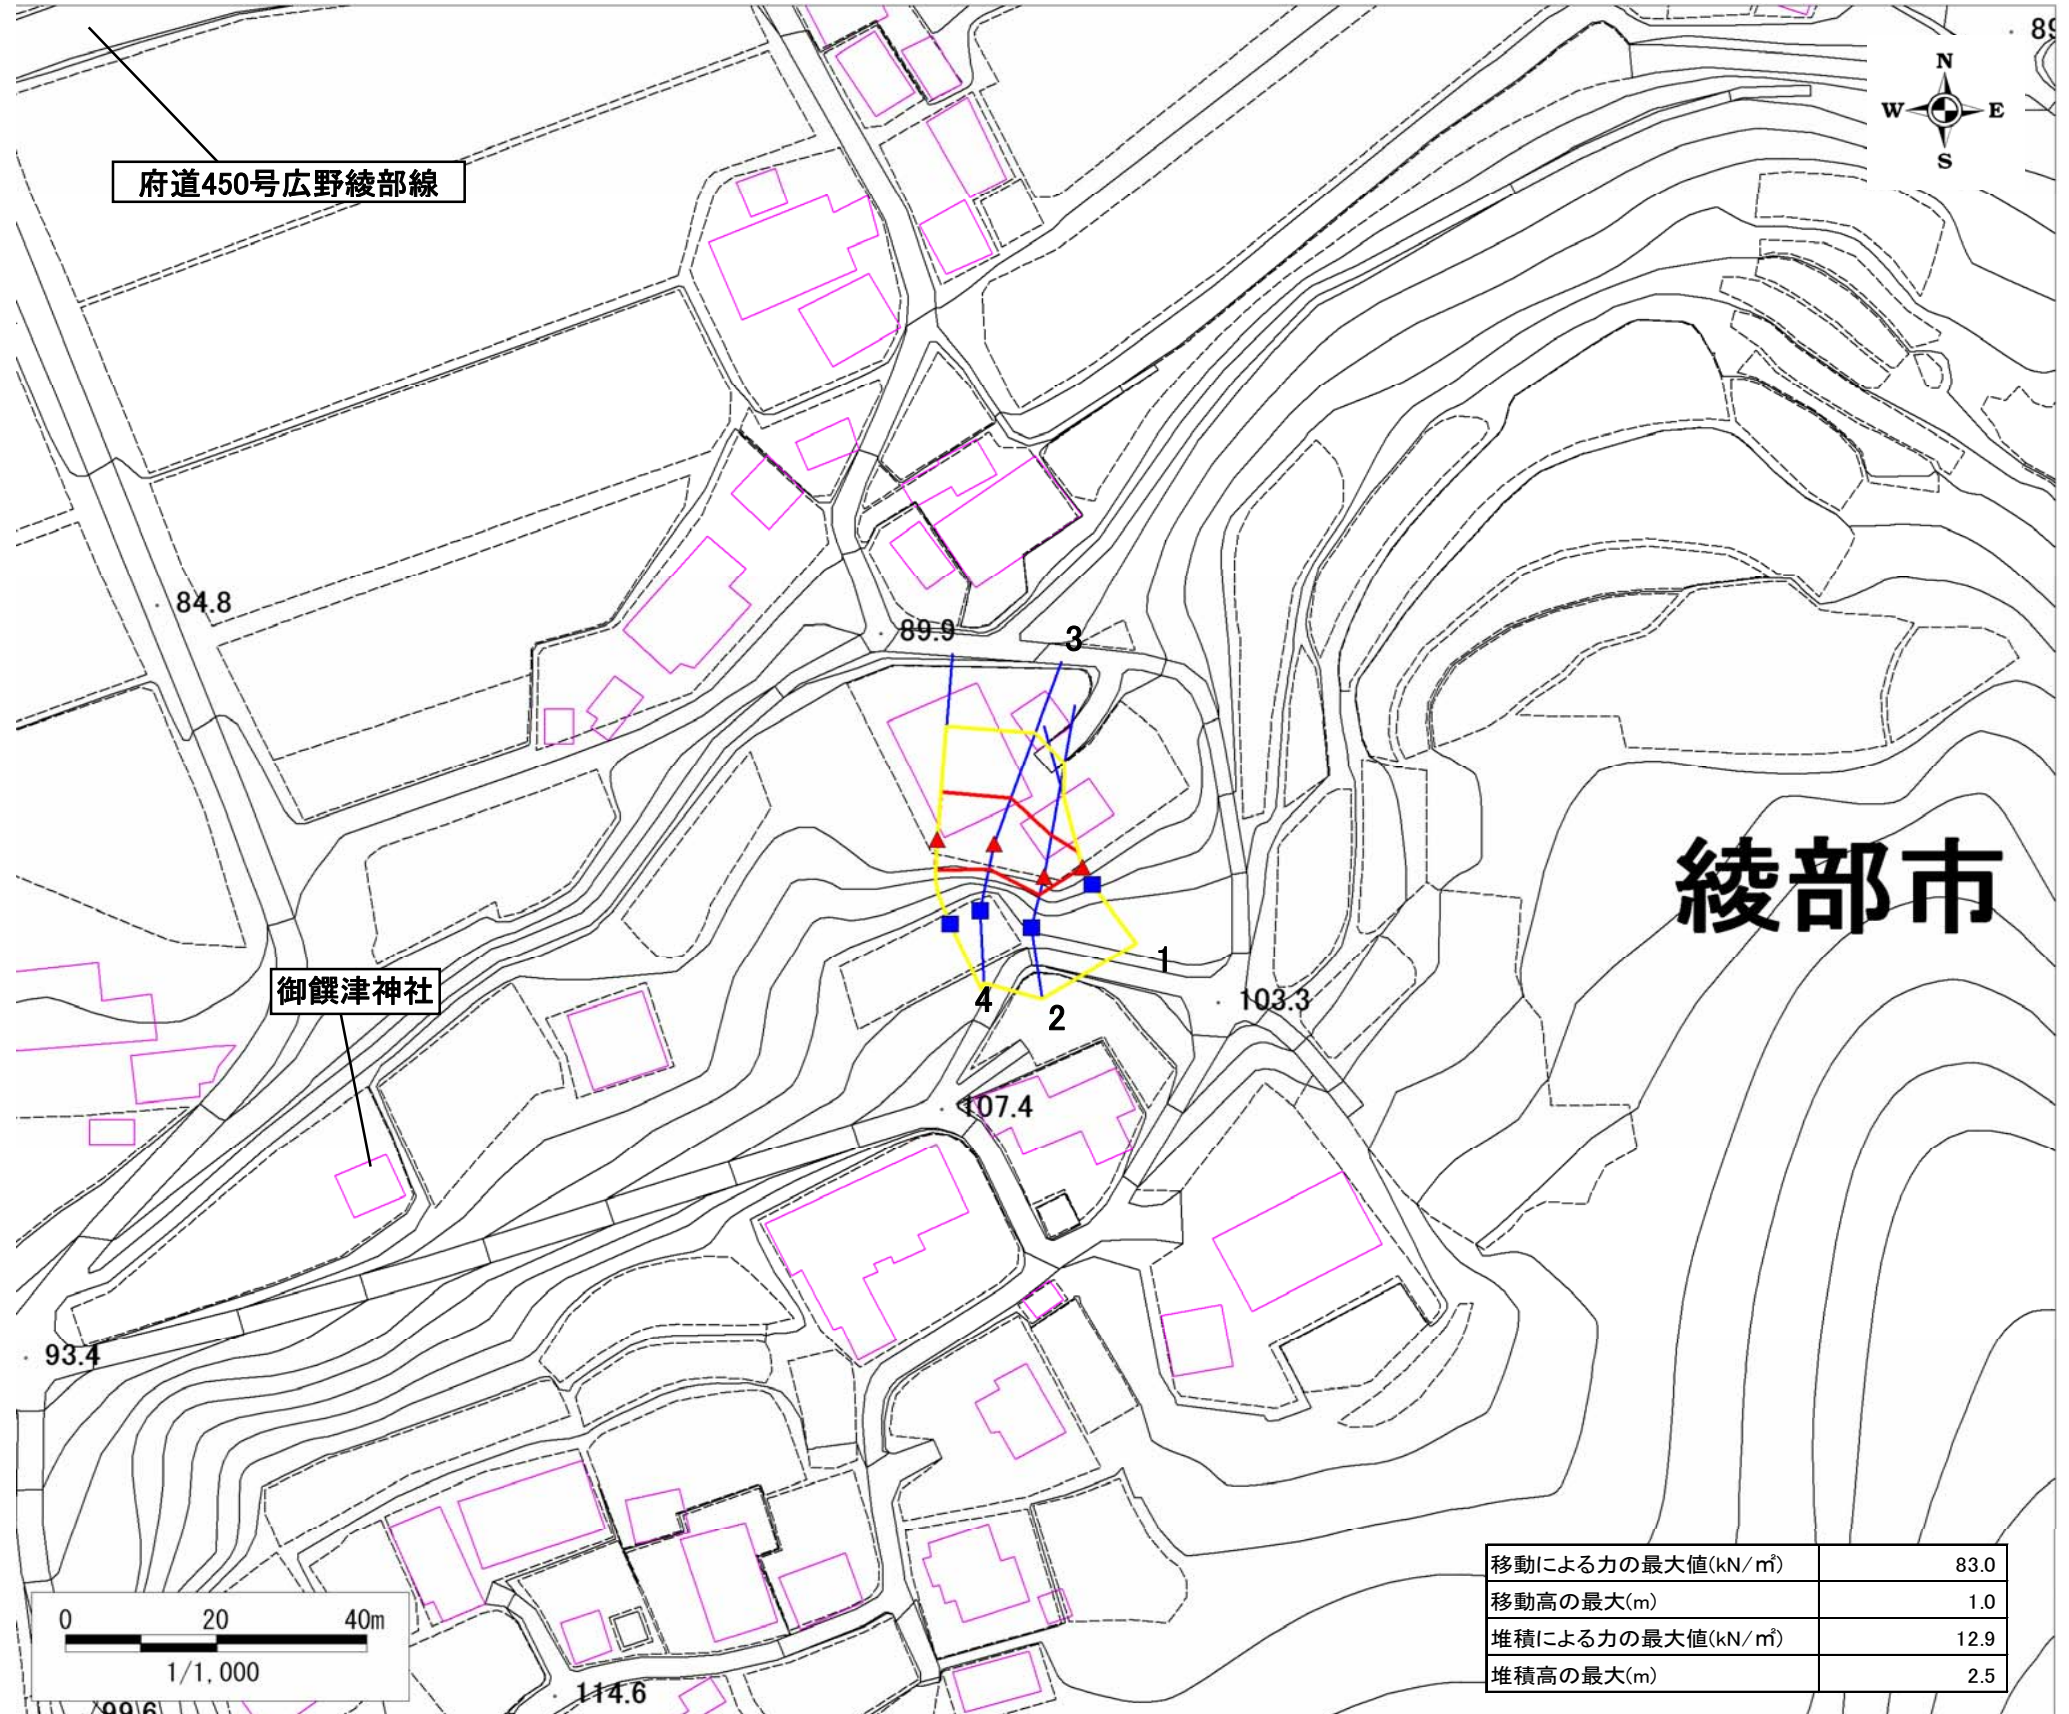 N
W E
S
府道450号広野綾部線
84.8
89.9
3
綾部市
1
4
2
103.3
御饌津神社
107.4
93.4
移動による力の最大値(kN/㎡) 83.0
移動高の最大(m) 1.0
堆積による力の最大値(kN/㎡) 12.9
堆積高の最大(m) 2.5
0 20 40m
1/1,000
114.6